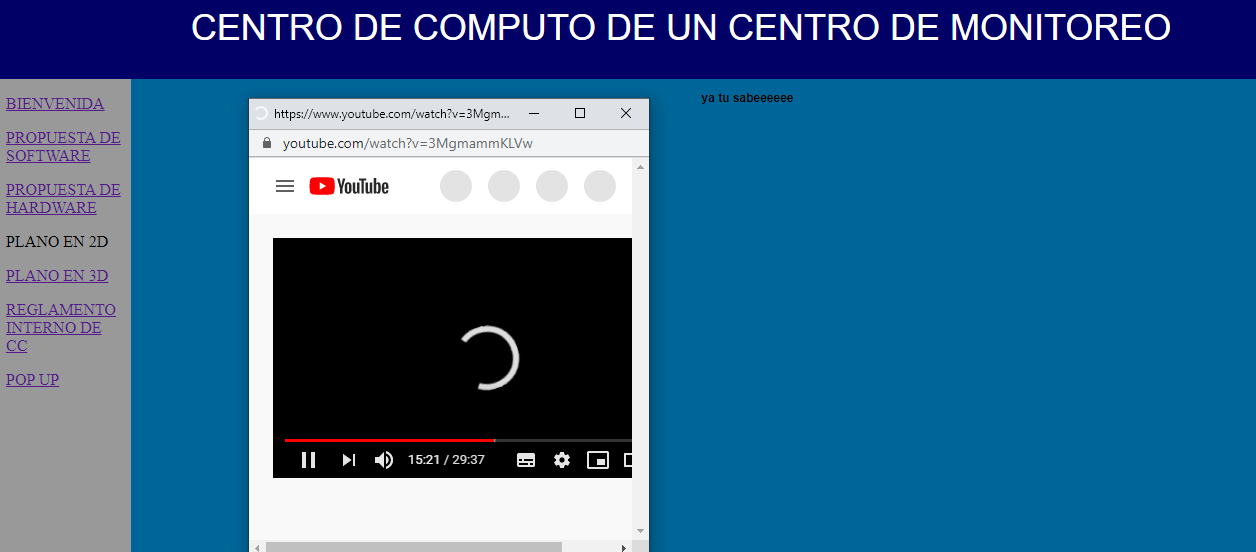 CENTRO DE COMPUTO DE UN CENTRO DE MONITOREO
BIENVENIDA
PROPUESTA DE
SOFTWARE
PROPUESTA DE
HARDWARE
PLANO EN 2D
PLANO EN 3D
REGLAMENTO
INTERNO DE
CC
POP UP
https://www.youtube.com/watch?v=3Mgm...
youtube.com/watch?v=3MgmammKLVw
YouTube
15:21 / 29:37
ya tu sabeeeeee